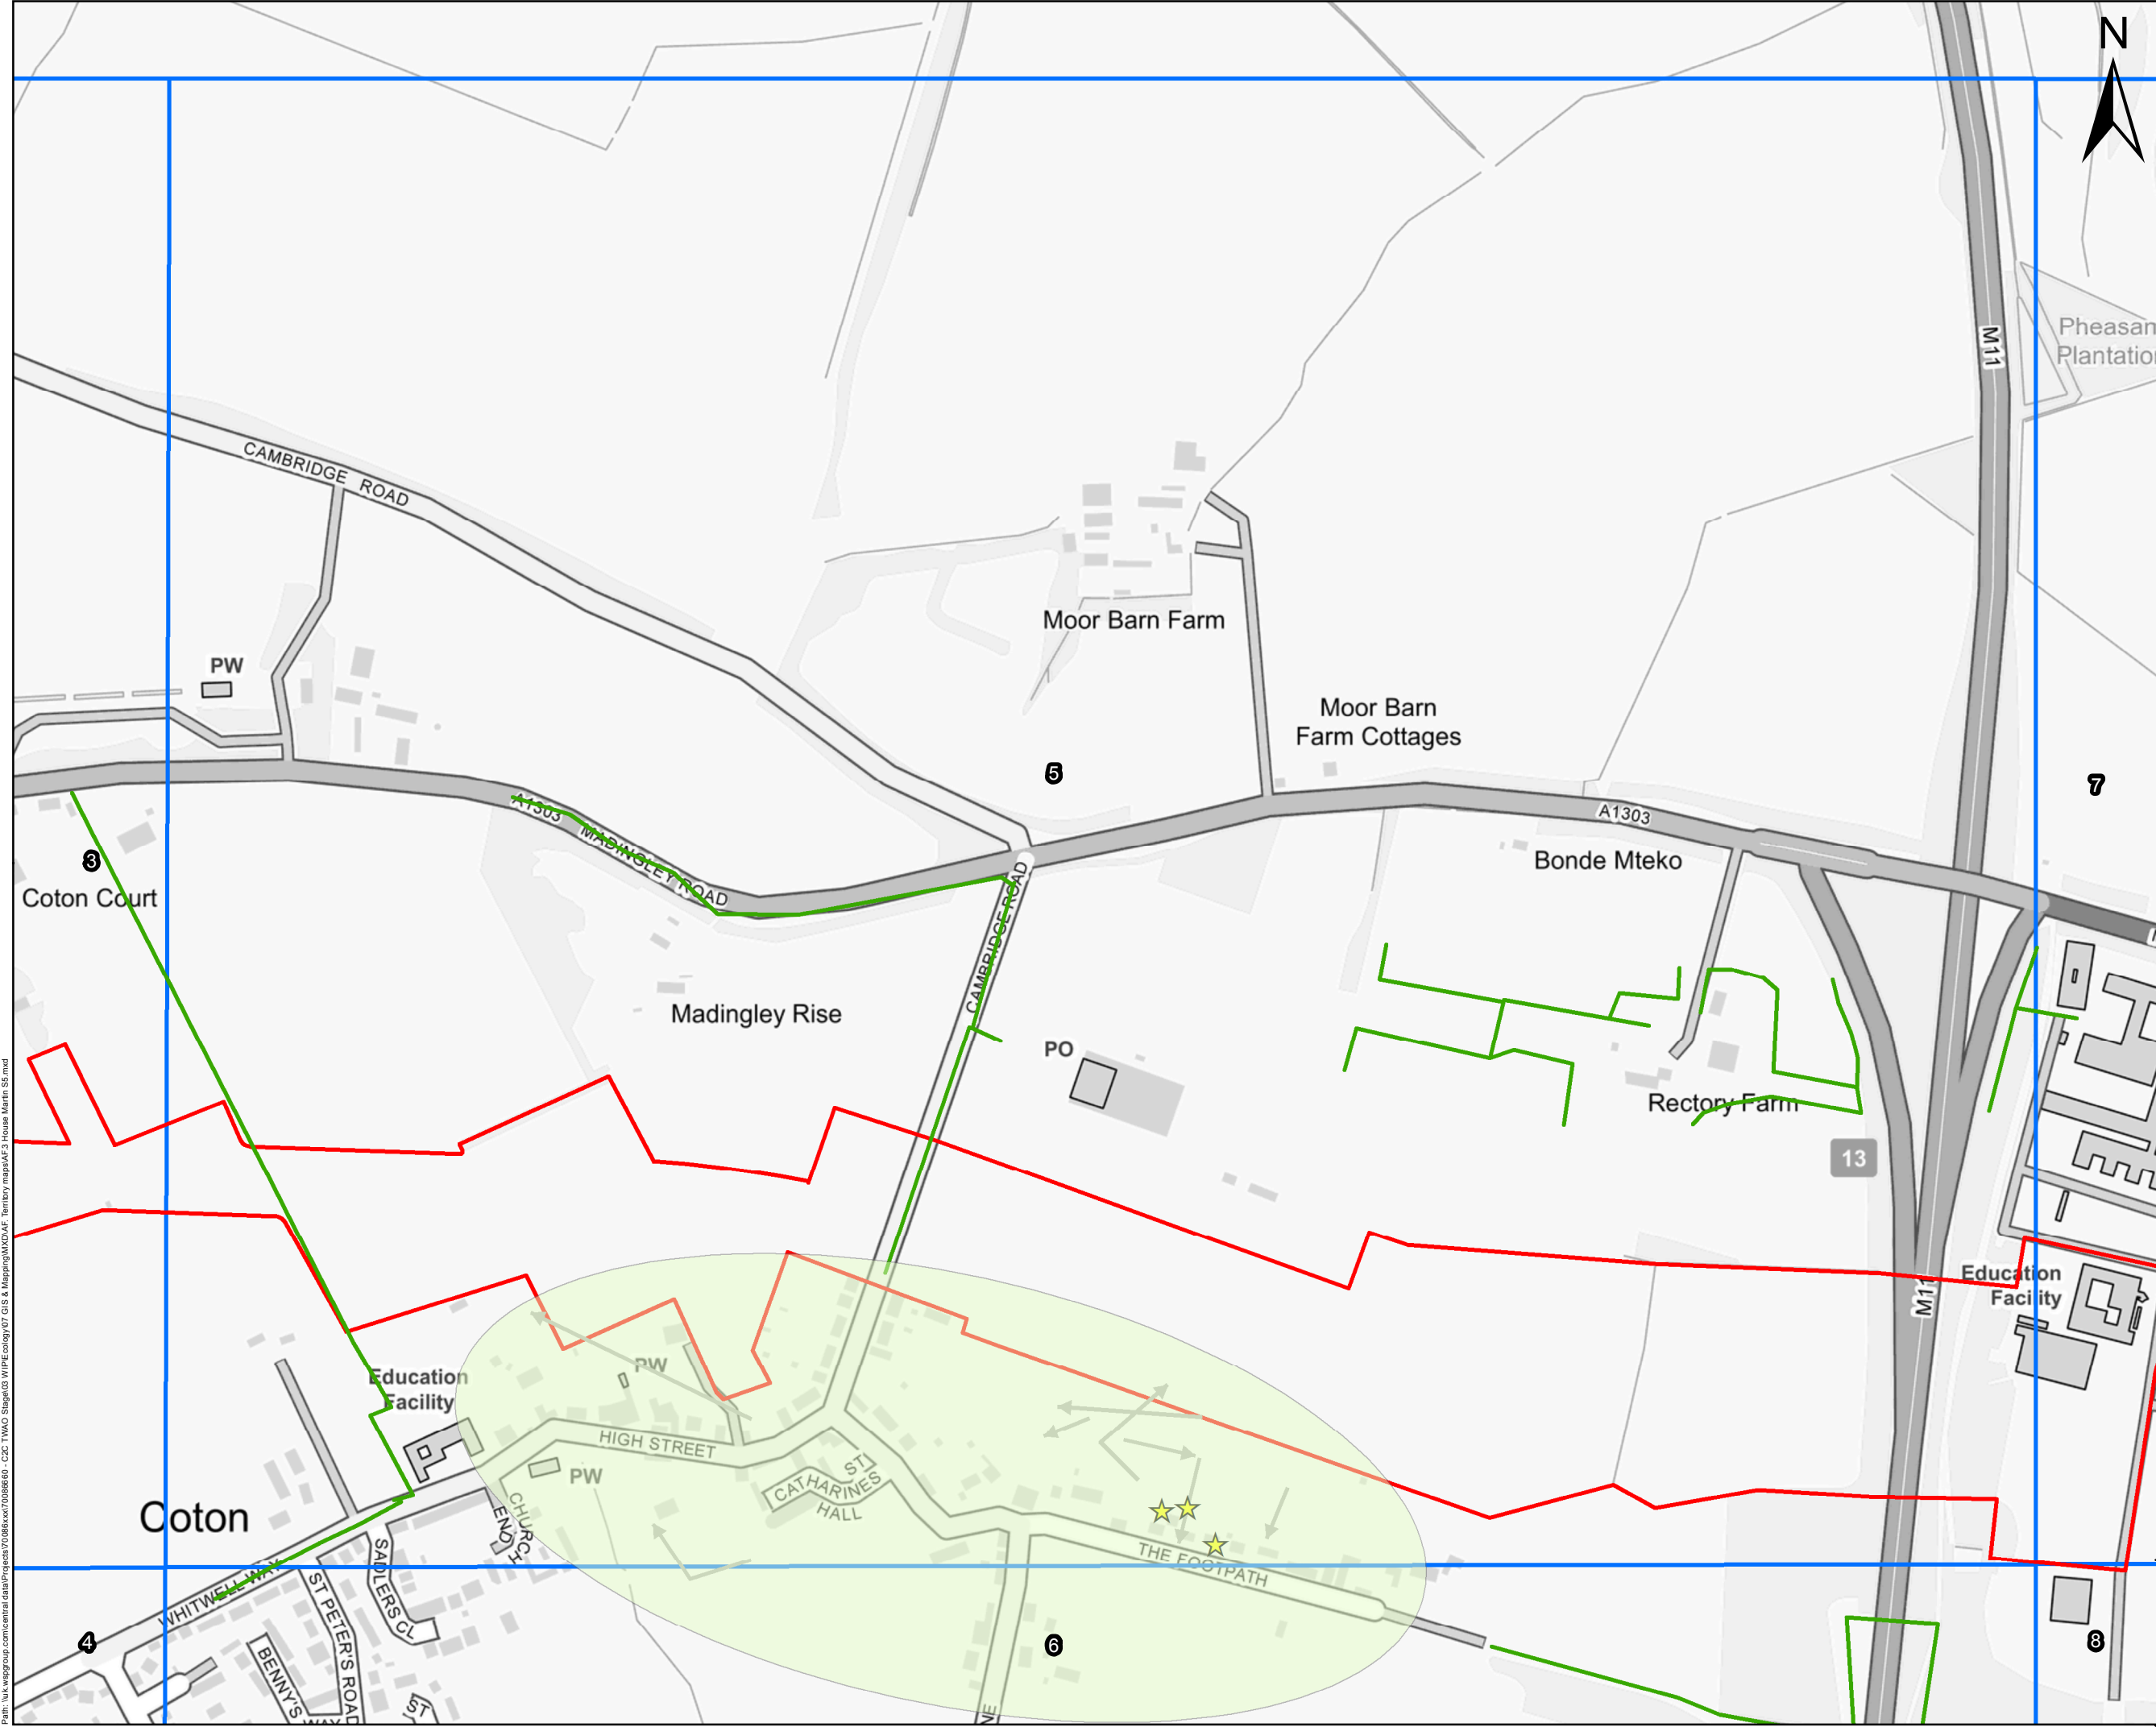 N
M11
Pheasan
Plantatio
CAMBRIDGE ROAD
Moor Barn Farm
PW
Moor Barn
Farm Cottages
5
7
A1303
A1303
MADINGLEY ROAD
Bonde Mteko
3
Coton Court
CAMBRIDGE ROAD
Madingley Rise
PO
Rectory Farm
13
Education
Facility
M11
PW
Education
Facility
HIGH STREET
PW
ST
CATHARINES
HALL
CHURCH
END
Coton
THE FOOTPATH
WHITWELL WAY
SADLERS CL
ST PETER'S ROAD
4
6
8
BENNY'S
WAY
ST
NE